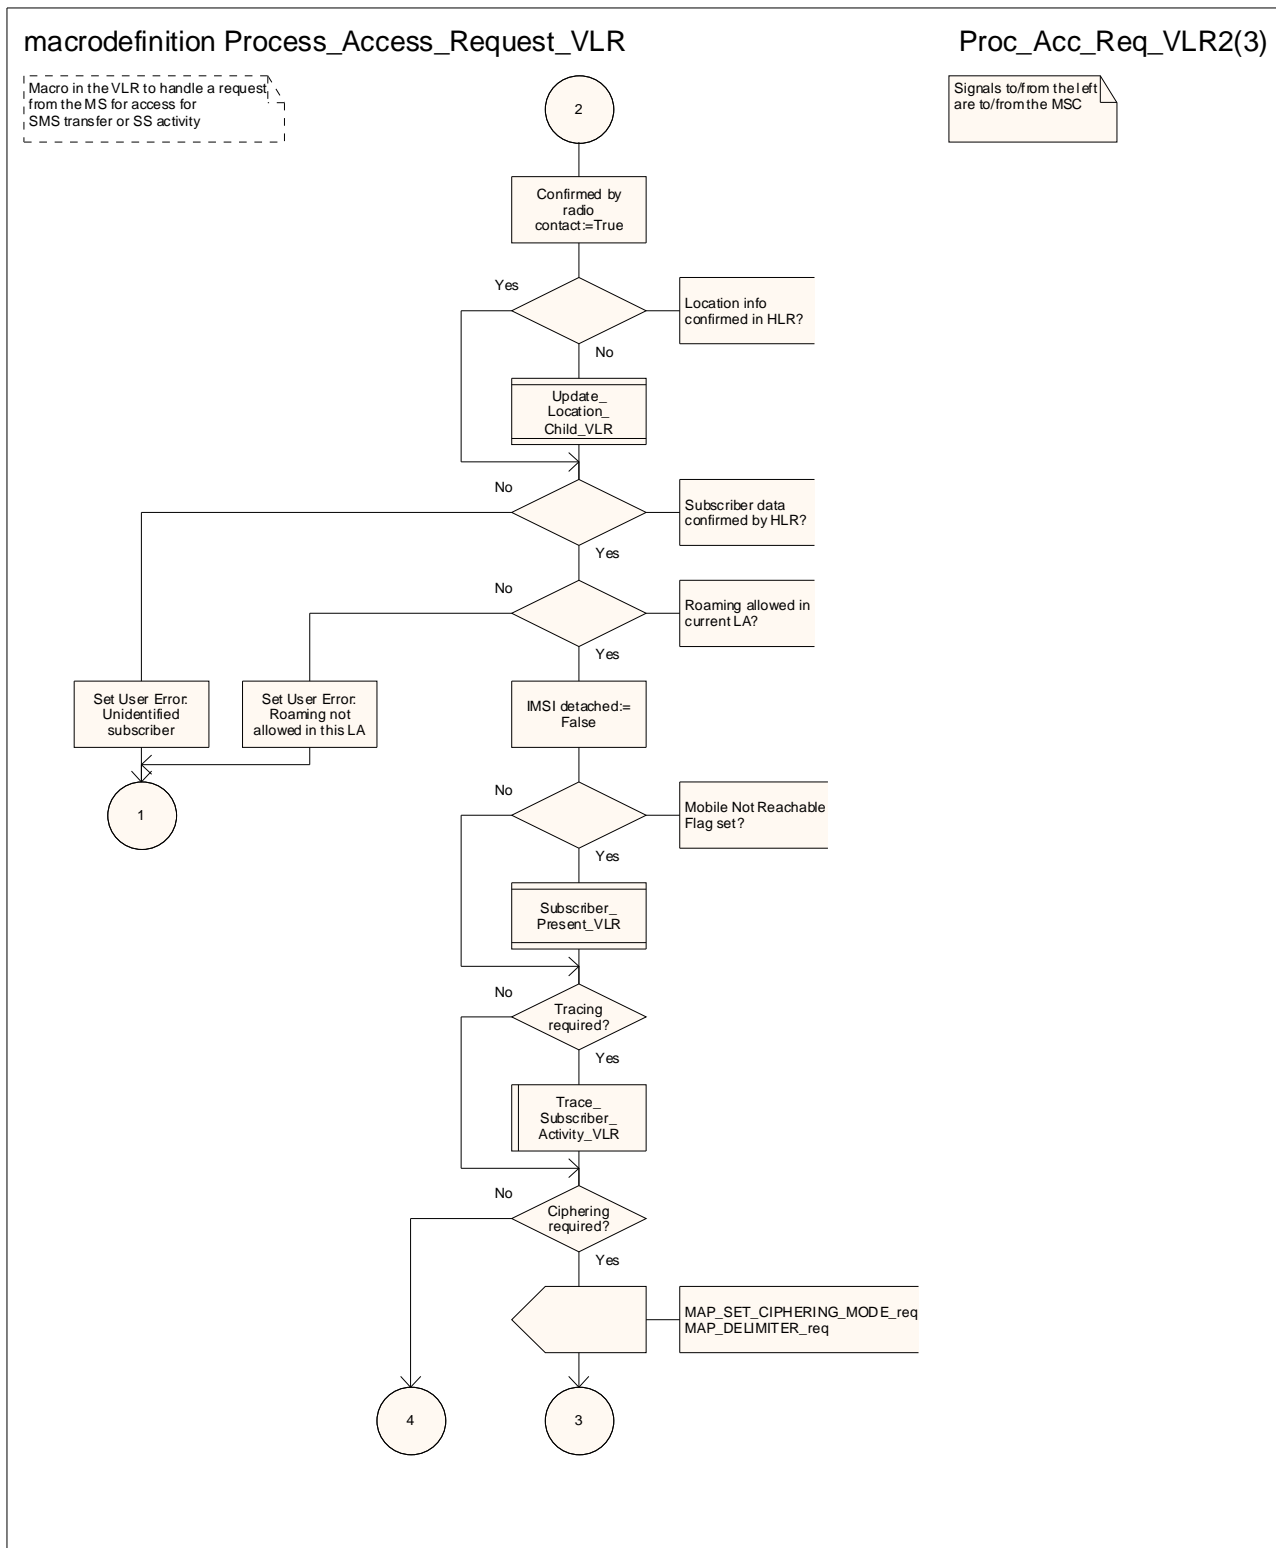 macrodefinition Process_Access_Request_VLR
Proc_Acc_Req_VLR2(3)
Macro in the VLR to handle a request
from the MS for access for
SMS transfer or SS activity
2
Signals to/from the left
are to/from the MSC
Confirmed by
radio
contact:=True
Yes
Location info
confirmed in HLR?
No
Update_
Location_
Child_VLR
No
Subscriber data
confirmed by HLR?
Yes
No
Roaming allowed in
current LA?
Yes
Set User Error:
Unidentified
subscriber
Set User Error:
Roaming not
allowed in this LA
IMSI detached:=
False
1
No
Mobile Not Reachable
Flag set?
Yes
Subscriber_
Present_VLR
No
Tracing
required?
Yes
Trace_
Subscriber_
Activity_VLR
No
Ciphering
required?
Yes
MAP_SET_CIPHERING_MODE_req
MAP_DELIMITER_req
4
3